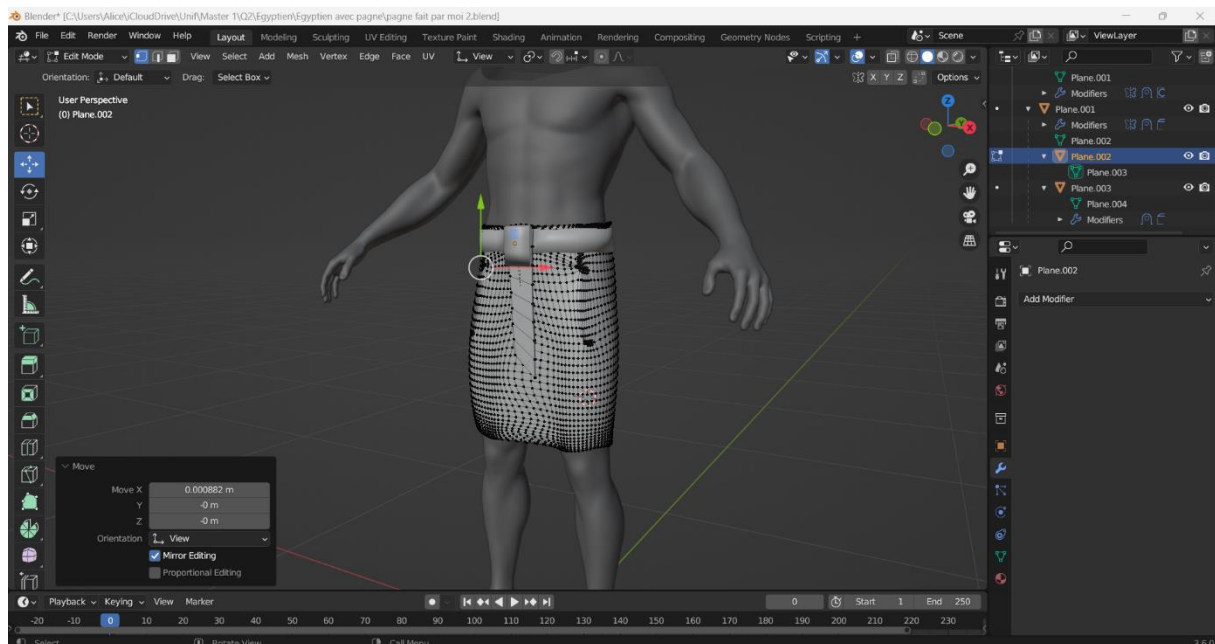 Blender* [C:\Users\Alice\iCloudDrive\Unif\Master 1\Q2\Egyptien\Egyptien avec pagne\pagne fait par moi 2.blend]
File Edit Render Window Help Layout Modeling Sculpting UV Editing Texture Paint Shading Animation Rendering Compositing Geometry Nodes Scripting + Scene ViewLayer
Edit Mode View Select Add Mesh Vertex Edge Face UV View
Orientation: Default Drag: Select Box X Y Z Options
User Perspective
(0) Plane.002
Z
Y
X
Plane.001
Modifiers
Plane.001
Modifiers
Plane.002
Plane.002
Plane.003
Plane.003
Plane.004
Modifiers
Plane.002
Add Modifier
Move
Move X 0.000882 m
Y -0 m
Z -0 m
Orientation View
Mirror Editing
Proportional Editing
Playback Keying View Marker 0 Start 1 End 250
-20 -10 0 10 20 30 40 50 60 70 80 90 100 110 120 130 140 150 160 170 180 190 200 210 220 230
Select Rotate View Call Menu 3.6.0